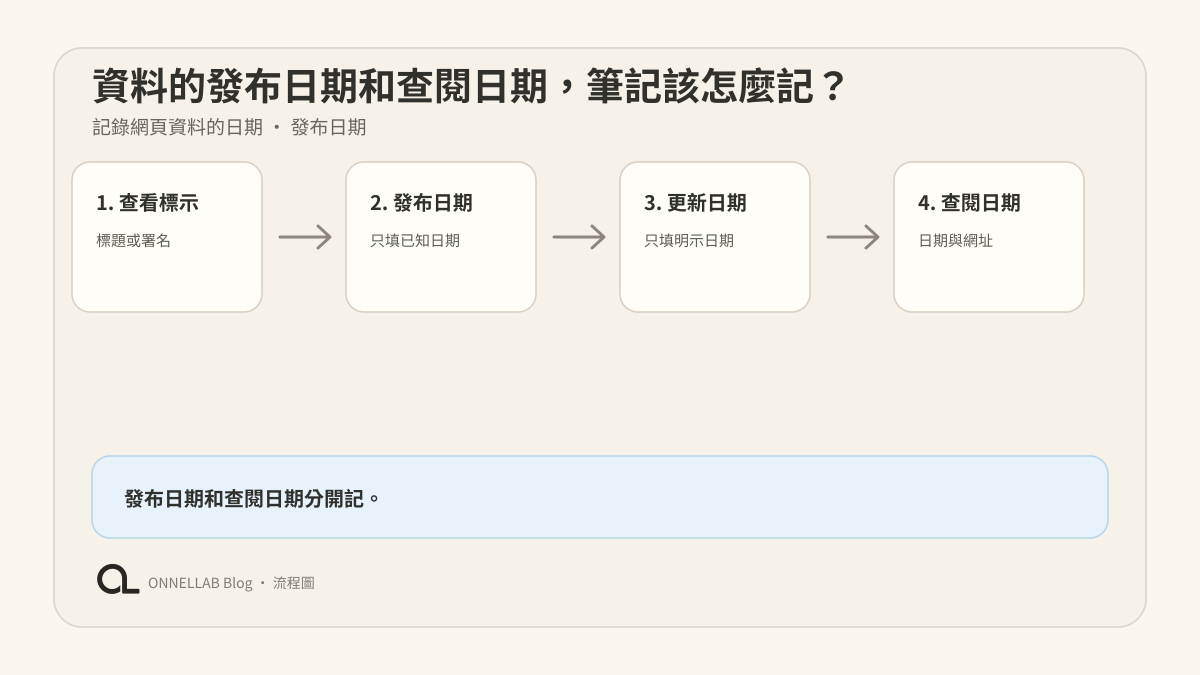 資料的發布日期和查閱日期，筆記該怎麼記？
記錄網頁資料的日期 · 發布日期
1. 查看標示
標題或署名
2. 發布日期
只填已知日期
3. 更新日期
只填明示日期
4. 查閱日期
日期與網址
發布日期和查閱日期分開記。
ONNELLAB Blog · 流程圖